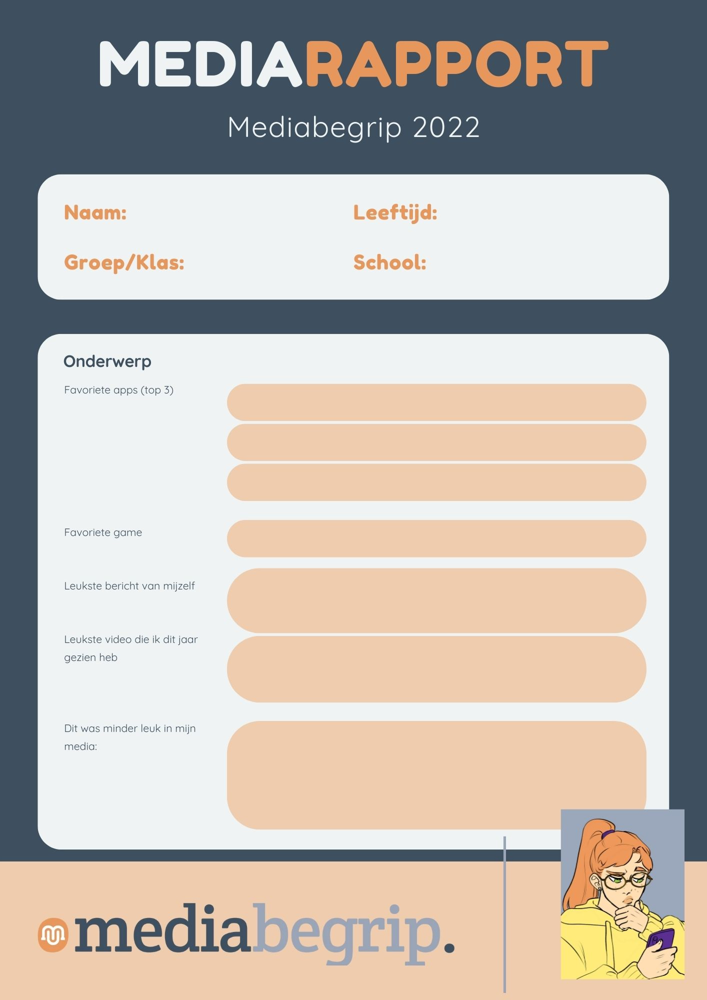 MEDIARAPPORT
Mediabegrip 2022
Naam:
Leeftijd:
Groep/Klas:
School:
Onderwerp
Favoriete apps (top 3)
Favoriete game
Leukste bericht van mijzelf
Leukste video die ik dit jaar
gezien heb
Dit was minder leuk in mijn
media:
mediabegrip.